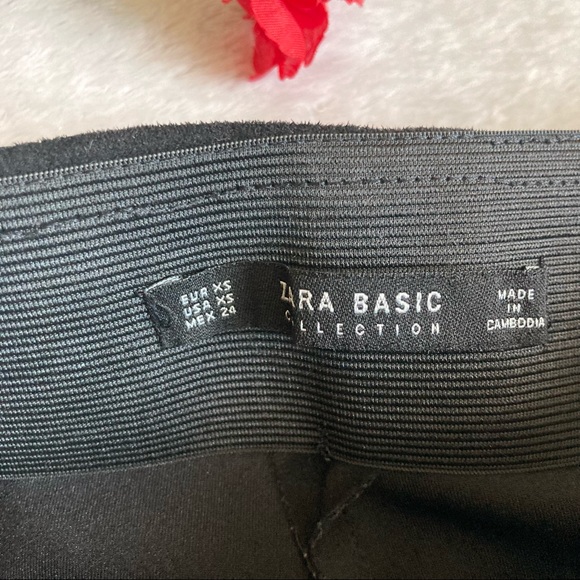 EUR XS
USA XS
MEX 24
ZARA BASIC
COLLECTION
MADE
IN
CAMBODIA